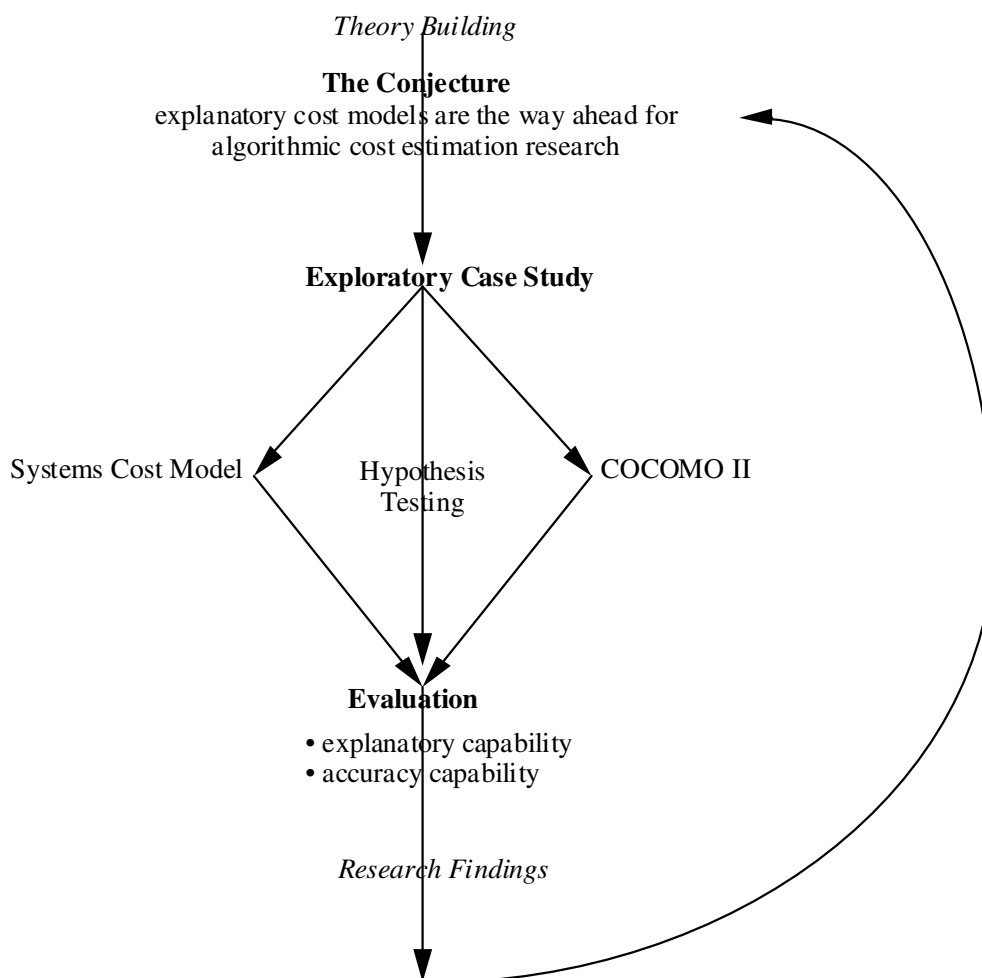 Theory Building
The Conjecture
explanatory cost models are the way ahead for
algorithmic cost estimation research
Exploratory Case Study
Systems Cost Model
Hypothesis
Testing
COCOMO II
Evaluation
• explanatory capability
• accuracy capability
Research Findings